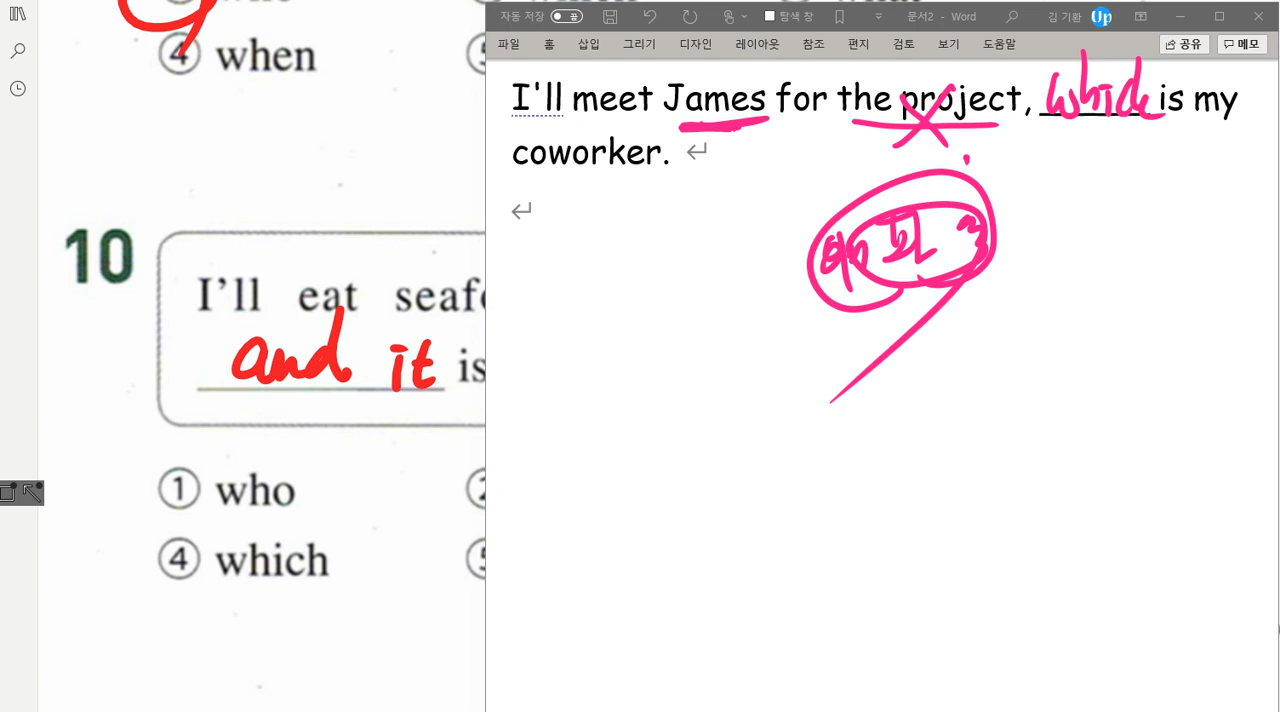 ④ when
10
I'll eat seaf
and it is
① who
④ which
자동 저장 끔 탐색 창 문서2 - Word 김 기환 Up
파일 홈 삽입 그리기 디자인 레이아웃 참조 편지 검토 보기 도움말 공유 메모
I'll meet James for the project, which is my
coworker.